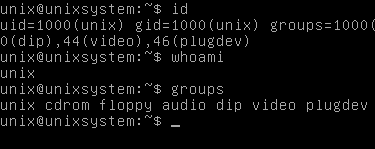 unix@unixsystem:~$ id
uid=1000(unix) gid=1000(unix) groups=1000(
0(dip),44(video),46(plugdev)
unix@unixsystem:~$ whoami
unix
unix@unixsystem:~$ groups
unix cdrom floppy audio dip video plugdev
unix@unixsystem:~$ _